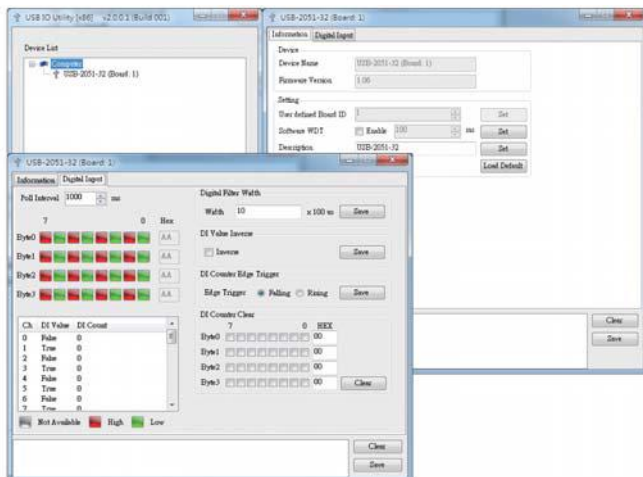 USB IO Utility [x86] v2.0.0.1 (Build 001)
Device List
Computer
USB-2051-32 (Board: 1)
USB-2051-32 (Board: 1)
Information Digital Input
Device
Device Name USB-2051-32 (Board: 1)
Firmware Version 1.06
Setting
User defined Board ID 1 Set
Software WDT Enable 100 ms Set
Description USB-2051-32 Set
Load Default
Clear
Save
USB-2051-32 (Board: 1)
Information Digital Input
Poll Interval 1000 ms
7 0 Hex
Byte0 AA
Byte1 AA
Byte2 AA
Byte3 AA
Ch DI Value DI Count
0 False 0
1 True 0
2 False 0
3 True 0
4 False 0
5 True 0
6 False 0
7 True 0
Not Available High Low
Digital Filter Width
Width 10 x 100 us Save
DI Value Inverse
Inverse Save
DI Counter Edge Trigger
Edge Trigger Falling Rising Save
DI Counter Clear
7 0 HEX
Byte0 00
Byte1 00
Byte2 00
Byte3 00 Clear
Clear
Save